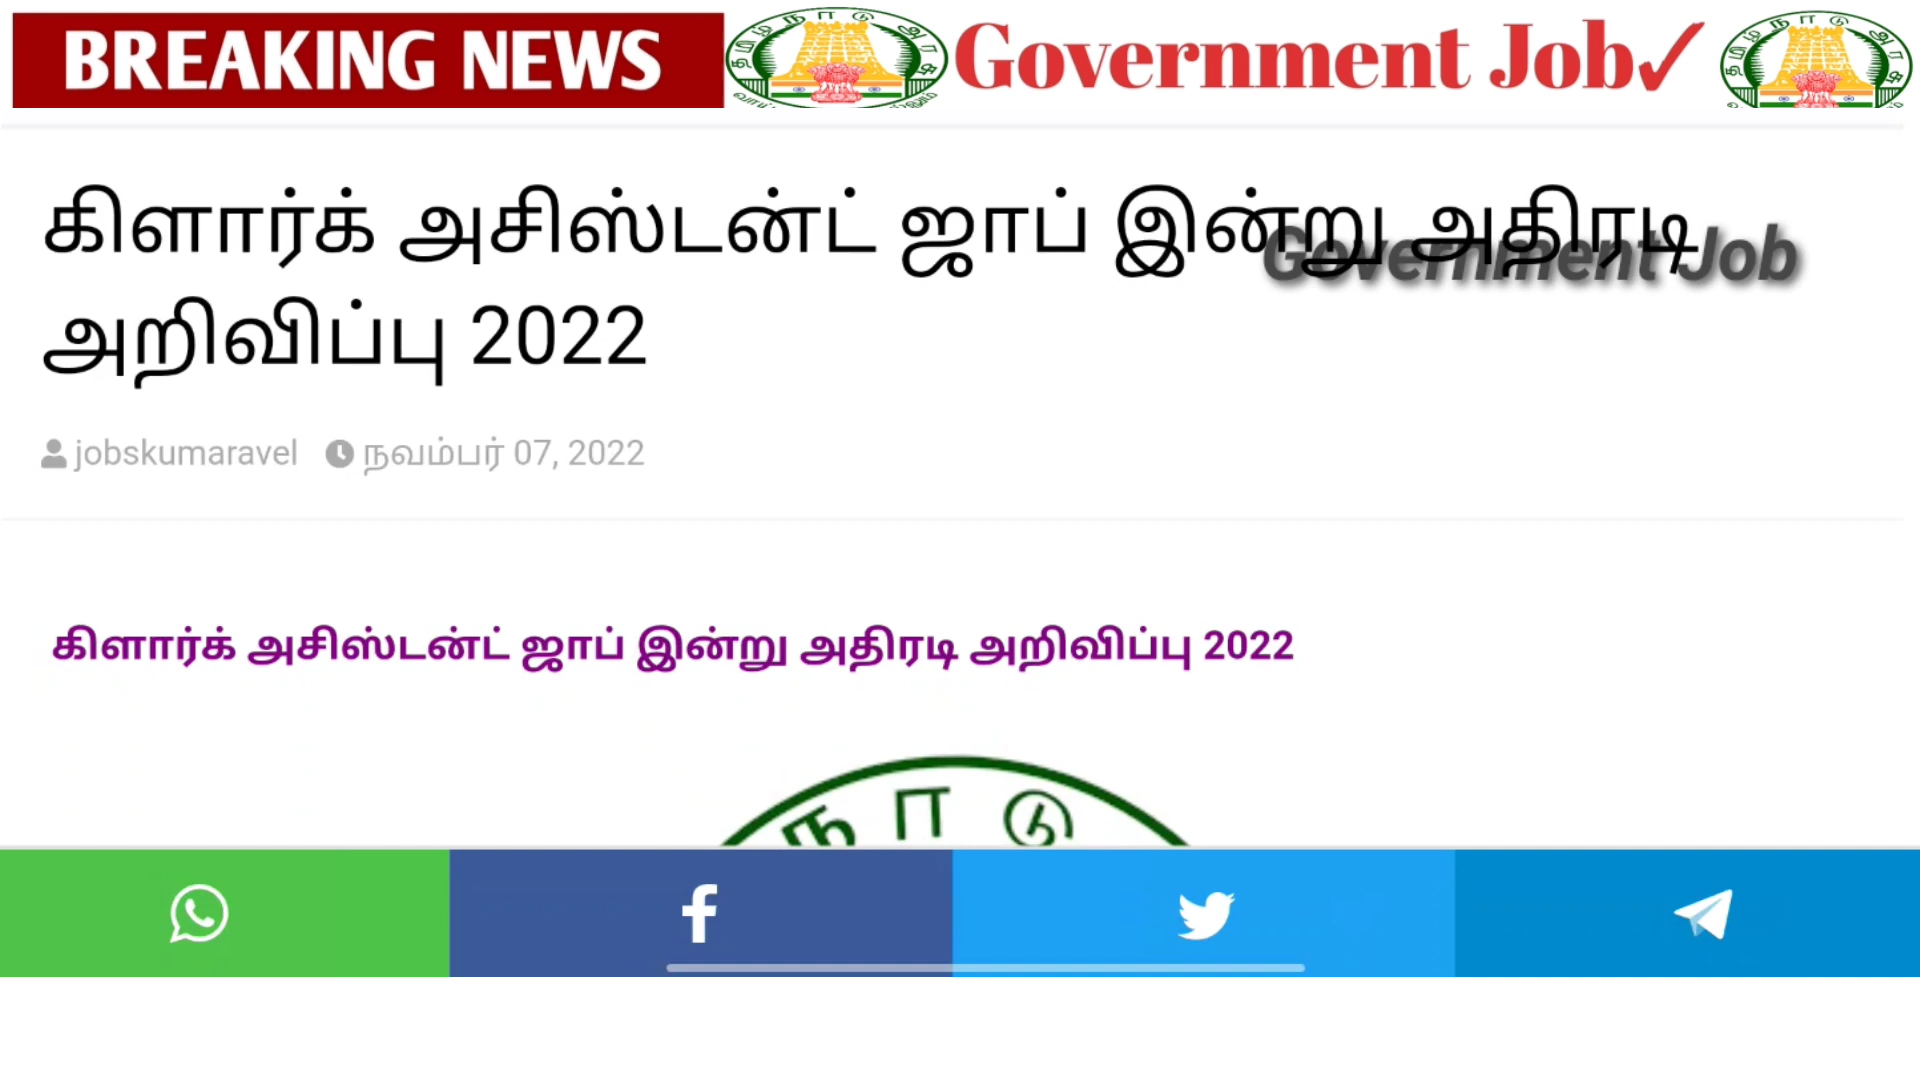 BREAKING NEWS
Government Job✓
கிளார்க் அசிஸ்டன்ட் ஜாப் இன்று அதிரடி
Government Job
அறிவிப்பு 2022
jobskumaravel நவம்பர் 07, 2022
கிளார்க் அசிஸ்டன்ட் ஜாப் இன்று அதிரடி அறிவிப்பு 2022
நாடு